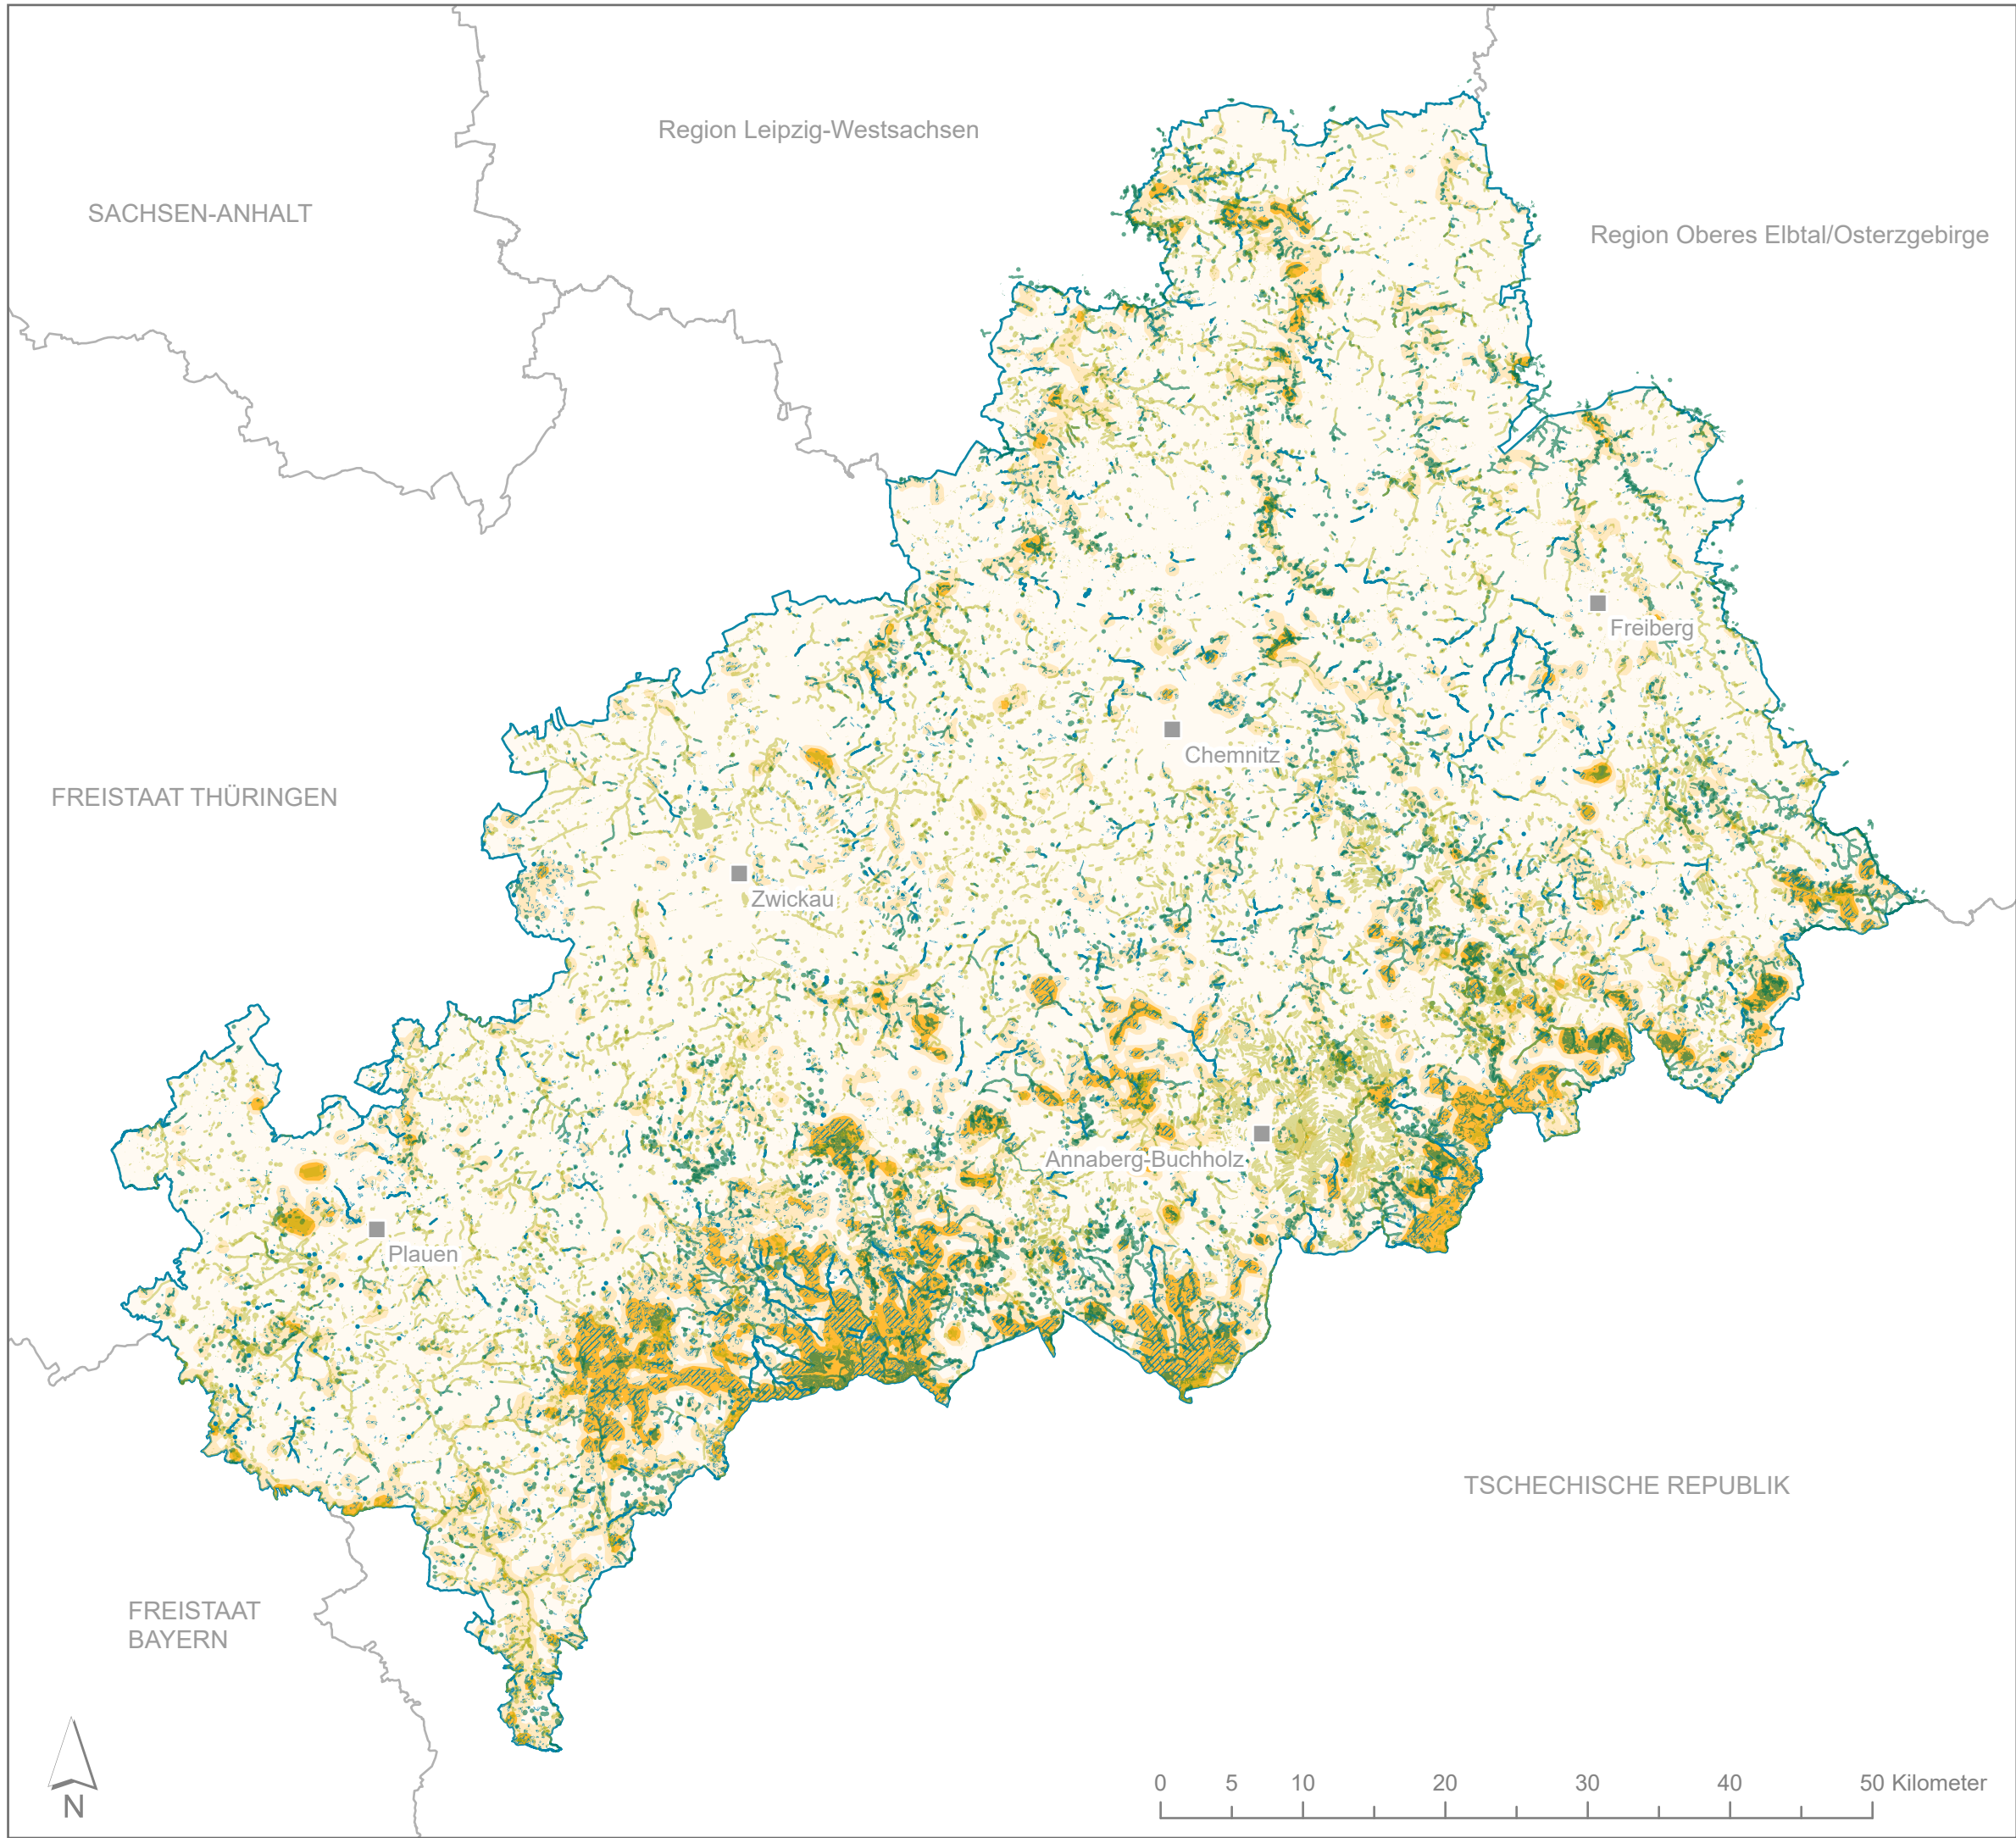 Region Leipzig-Westsachsen
SACHSEN-ANHALT
Region Oberes Elbtal/Osterzgebirge
Freiberg
Chemnitz
FREISTAAT THÜRINGEN
Zwickau
Annaberg-Buchholz
Plauen
TSCHECHISCHE REPUBLIK
FREISTAAT
BAYERN
N
0 5 10 20 30 40 50 Kilometer